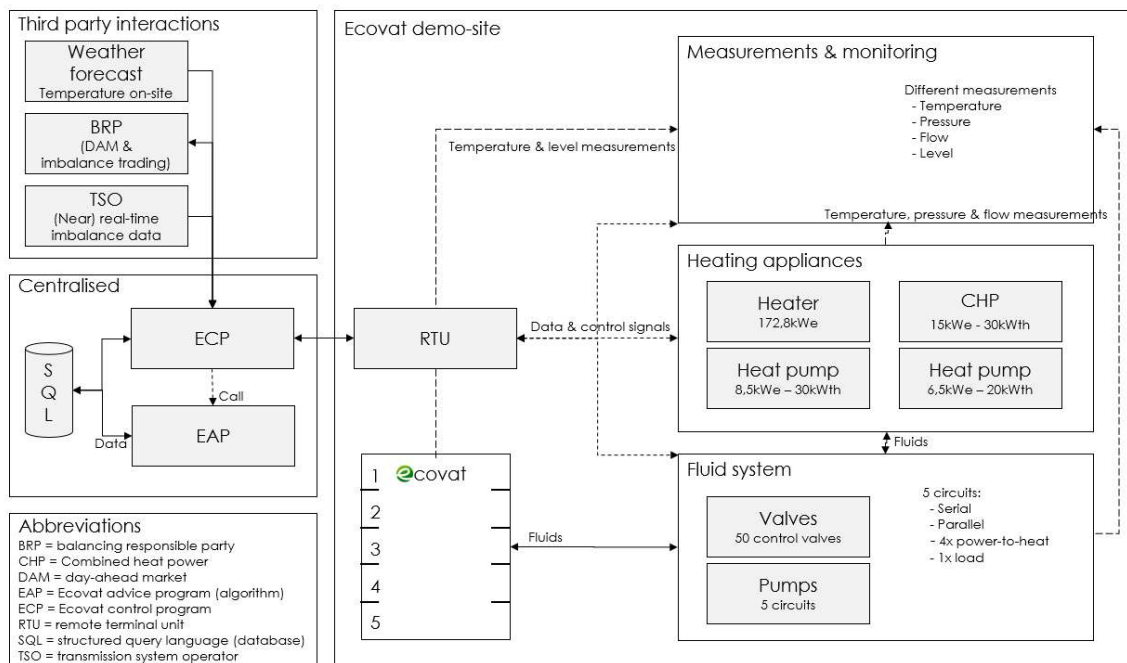 Third party interactions
Weather
forecast
Temperature on-site
BRP
(DAM &
imbalance trading)
TSO
(Near) real-time
imbalance data
Centralised
ECP
S
Q
L
Call
Data
EAP
Abbreviations
BRP = balancing responsible party
CHP = Combined heat power
DAM = day-ahead market
EAP = Ecovat advice program (algorithm)
ECP = Ecovat control program
RTU = remote terminal unit
SQL = structured query language (database)
TSO = transmission system operator
Ecovat demo-site
Temperature & level measurements
RTU
Data & control signals
1
ecovat
2
3
4
5
Fluids
Measurements & monitoring
Different measurements
- Temperature
- Pressure
- Flow
- Level
Temperature, pressure & flow measurements
Heating appliances
Heater
172,8kWe
CHP
15kWe - 30kWth
Heat pump
8,5kWe – 30kWth
Heat pump
6,5kWe – 20kWth
Fluids
Fluid system
Valves
50 control valves
Pumps
5 circuits
5 circuits:
- Serial
- Parallel
- 4x power-to-heat
- 1x load